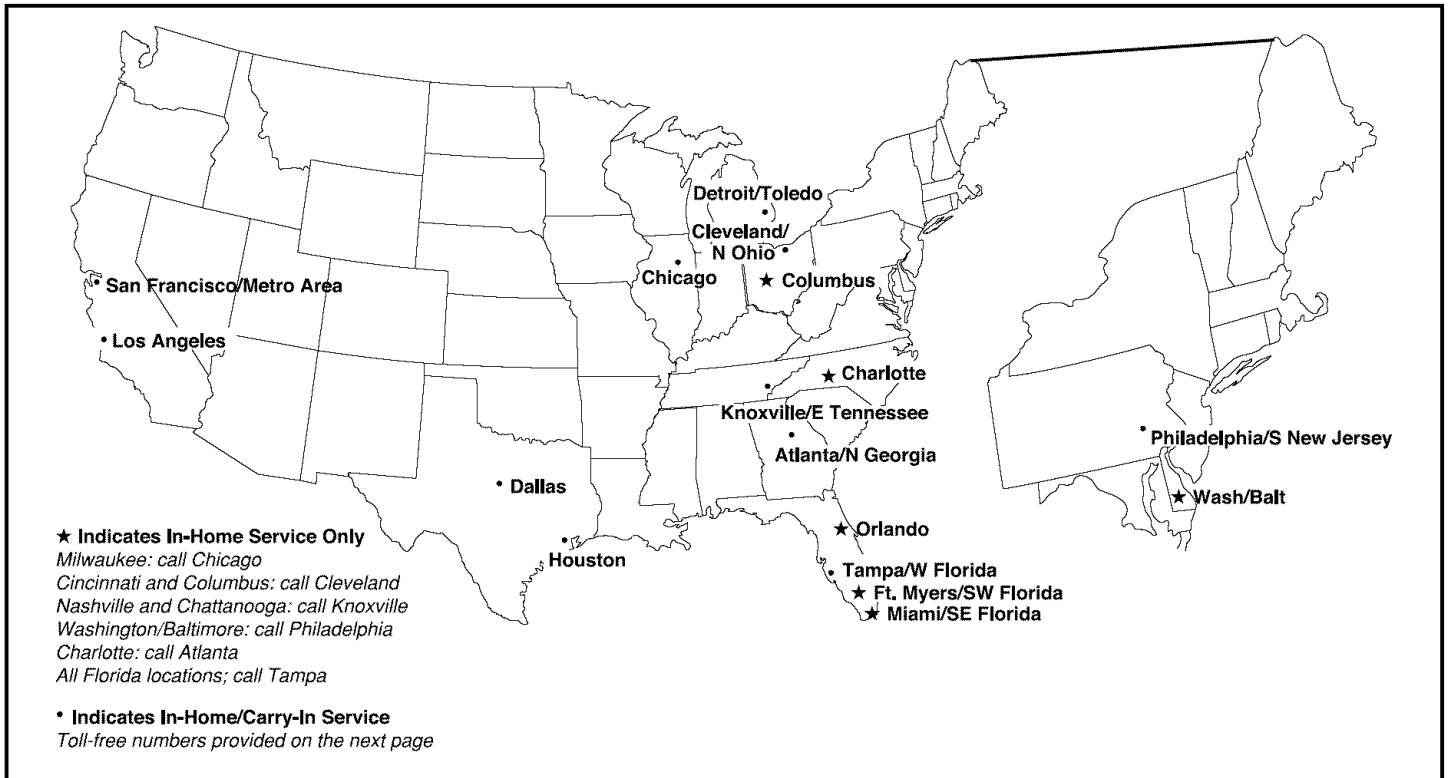 Detroit/Toledo
Cleveland/
N Ohio
Chicago
★ Columbus
San Francisco/Metro Area
Los Angeles
★ Charlotte
Knoxville/E Tennessee
Atlanta/N Georgia
Philadelphia/S New Jersey
★ Wash/Balt
Dallas
Houston
★ Orlando
Tampa/W Florida
★ Ft. Myers/SW Florida
★ Miami/SE Florida
★ Indicates In-Home Service Only
Milwaukee: call Chicago
Cincinnati and Columbus: call Cleveland
Nashville and Chattanooga: call Knoxville
Washington/Baltimore: call Philadelphia
Charlotte: call Atlanta
All Florida locations; call Tampa
• Indicates In-Home/Carry-In Service
Toll-free numbers provided on the next page